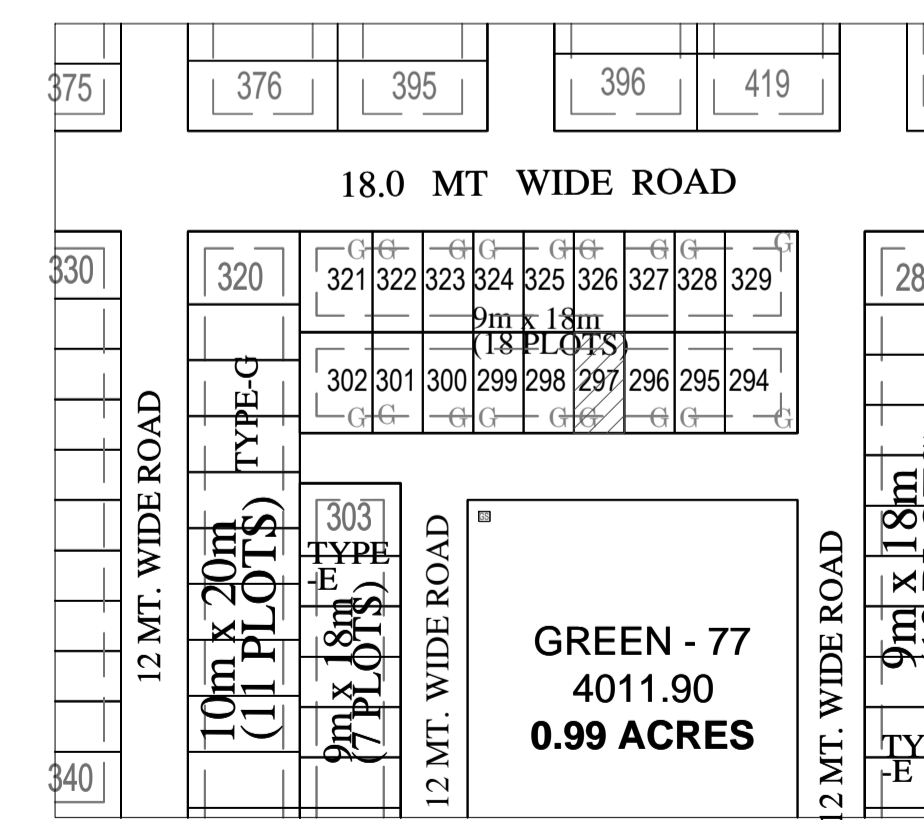 375
376
395
396
419
18.0 MT WIDE ROAD
330
320
G G G G G G G G G
321 322 323 324 325 326 327 328 329
28
9m x 18m
(18 PLOTS)
302 301 300 299 298 297 296 295 294
G C G G G G G G G
TYPE-G
12 MT. WIDE ROAD
10m x 20m
(11 PLOTS)
303
TYPE
-E
9m x 18m
(7 PLOTS)
12 MT. WIDE ROAD
GS
GREEN - 77
4011.90
0.99 ACRES
12 MT. WIDE ROAD
9m x 18m
TY
-E
340